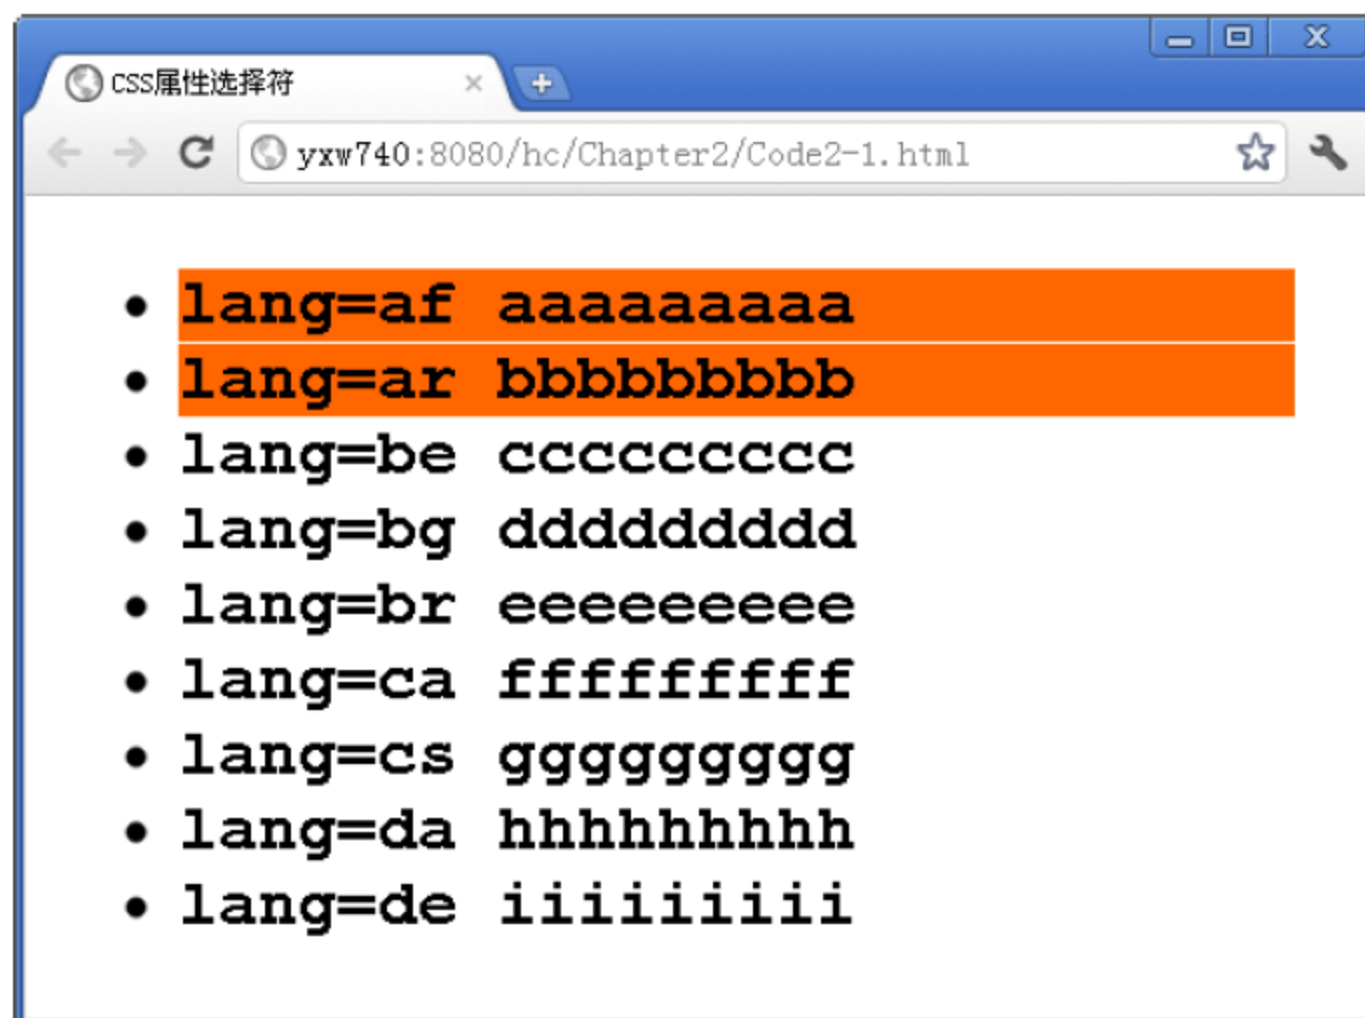 CSS属性选择符
yxw740:8080/hc/Chapter2/Code2-1.html
lang=af aaaaaaaaa
lang=ar bbbbbbbbb
lang=be ccccccccc
lang=bg ddddddddd
lang=br eeeeeeeee
lang=ca fffffffff
lang=cs ggggggggg
lang=da hhhhhhhhh
lang=de iiiiiiiii